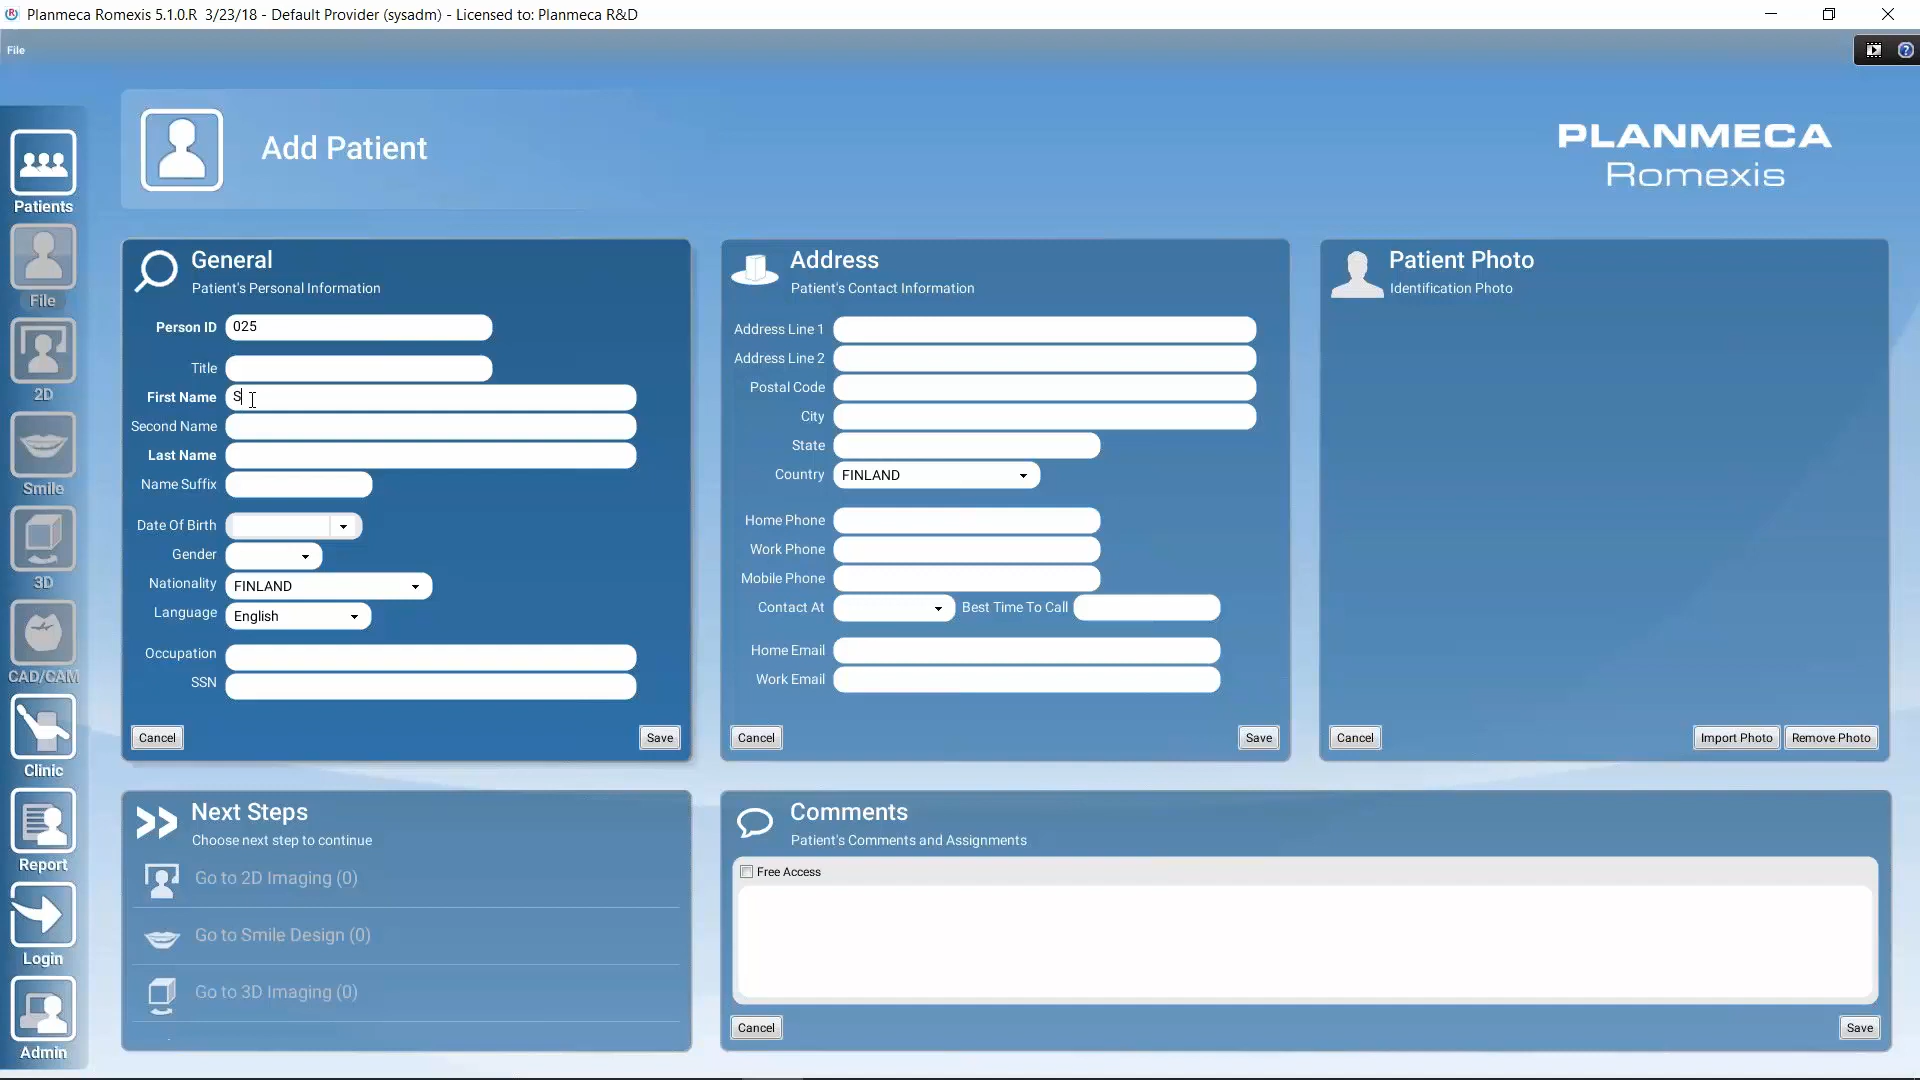 Planmeca Romexis 5.1.0.R 3/23/18 - Default Provider (sysadm) - Licensed to: Planmeca R&D
File
Add Patient
PLANMECA
Romexis
Patients
File
2D
Smile
3D
CAD/CAM
Clinic
Report
Login
Admin
General
Patient's Personal Information
Person ID 025
Title
First Name S
Second Name
Last Name
Name Suffix
Date Of Birth
Gender
Nationality FINLAND
Language English
Occupation
SSN
Cancel Save
Address
Patient's Contact Information
Address Line 1
Address Line 2
Postal Code
City
State
Country FINLAND
Home Phone
Work Phone
Mobile Phone
Contact At Best Time To Call
Home Email
Work Email
Cancel Save
Patient Photo
Identification Photo
Cancel Import Photo Remove Photo
Next Steps
Choose next step to continue
Go to 2D Imaging (0)
Go to Smile Design (0)
Go to 3D Imaging (0)
Comments
Patient's Comments and Assignments
Free Access
Cancel Save